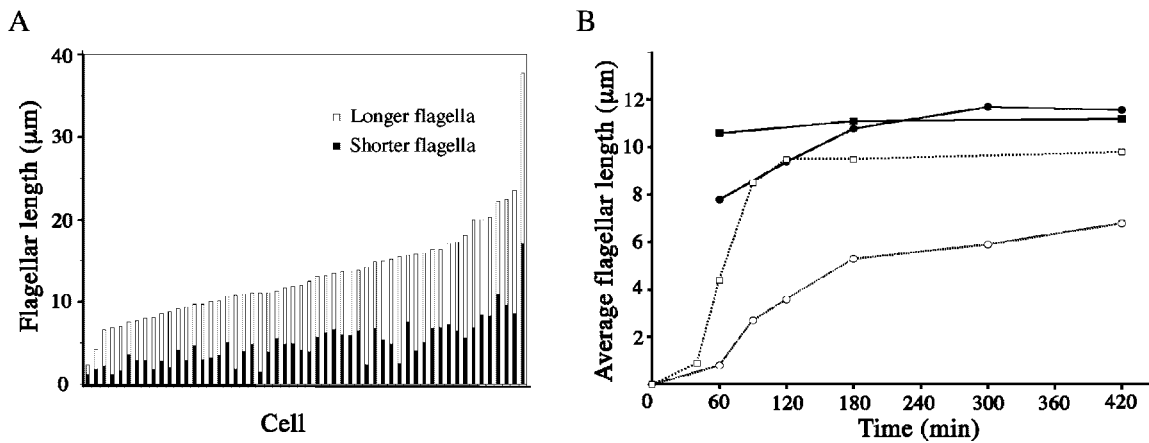 A
B
Flagellar length (μm)
40
30
20
10
0
Longer flagella
Shorter flagella
Cell
Average flagellar length (μm)
12
10
8
6
4
2
0
60
120
180
240
300
360
420
Time (min)